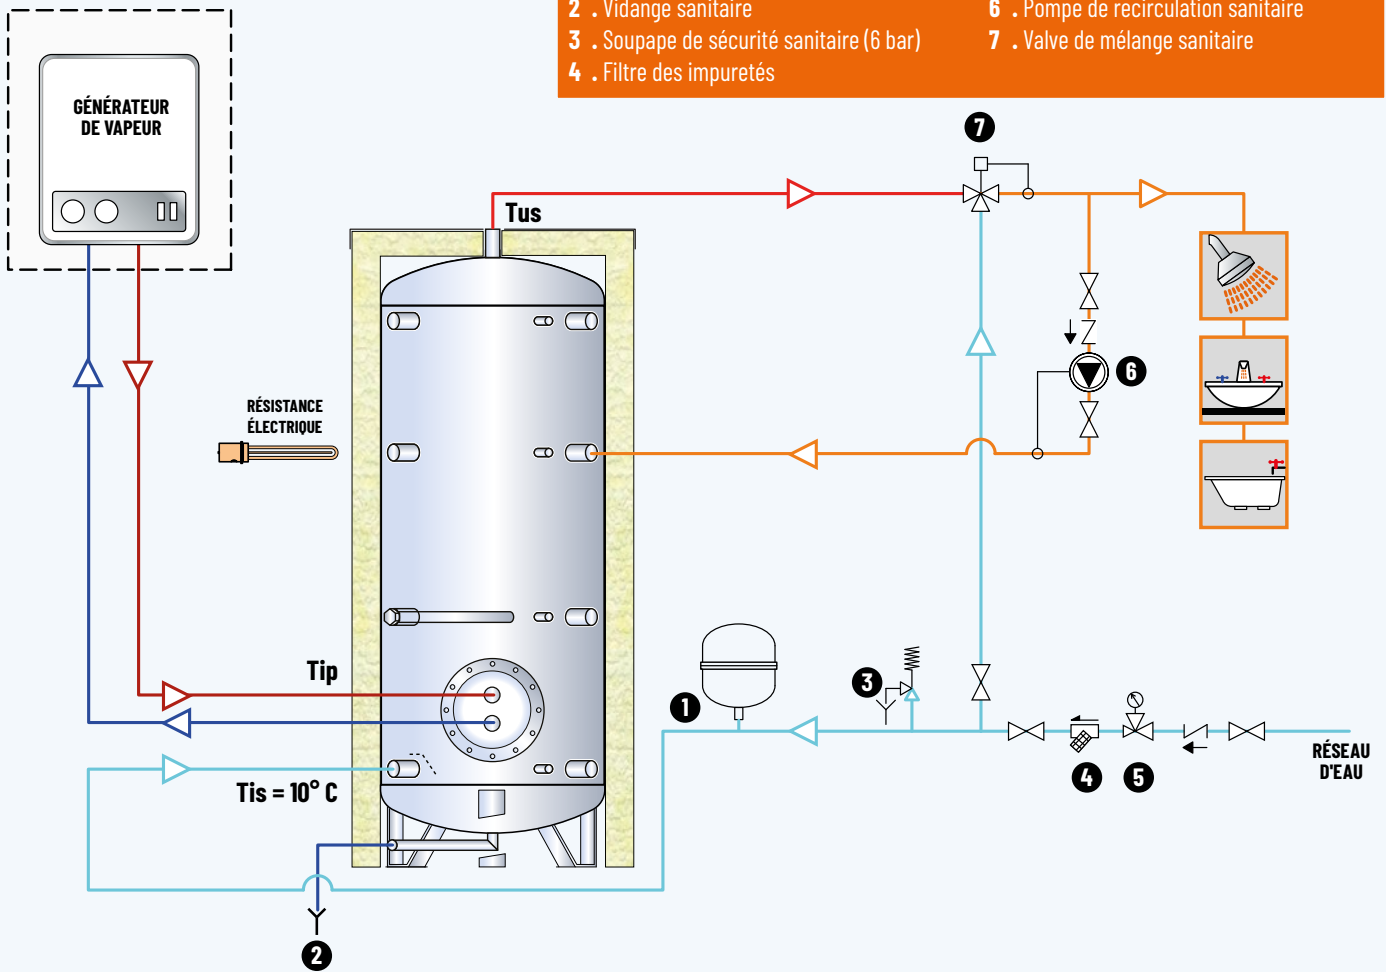 2 . Vidange sanitaire
3 . Soupape de sécurité sanitaire (6 bar)
4 . Filtre des impuretés
6 . Pompe de recirculation sanitaire
7 . Valve de mélange sanitaire
GÉNÉRATEUR
DE VAPEUR
7
Tus
6
RÉSISTANCE
ÉLECTRIQUE
Tip
1
3
4
5
RÉSEAU
D'EAU
Tis = 10° C
2